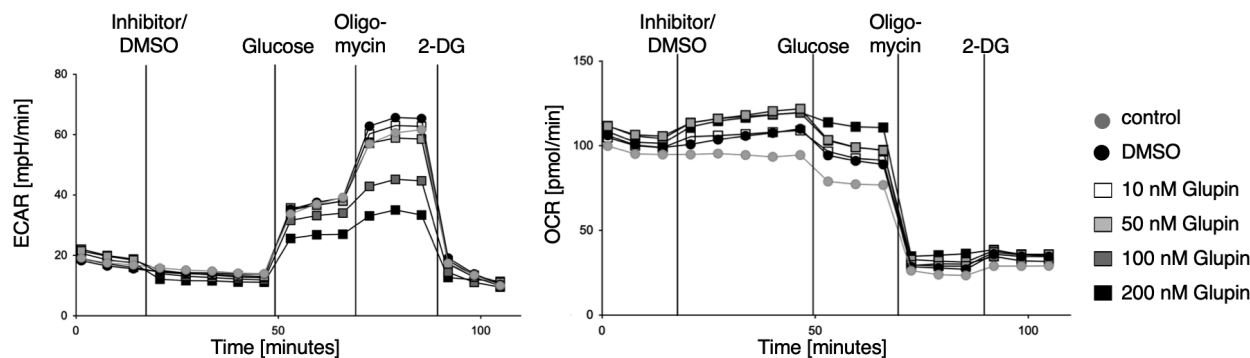 Inhibitor/
DMSO
Glucose
Oligo-
mycin
2-DG
80
60
40
20
0
ECAR [mpH/min]
0
50
100
Time [minutes]
Inhibitor/
DMSO
Glucose
Oligo-
mycin
2-DG
150
100
50
0
OCR [pmol/min]
0
50
100
Time [minutes]
control
DMSO
10 nM Glupin
50 nM Glupin
100 nM Glupin
200 nM Glupin